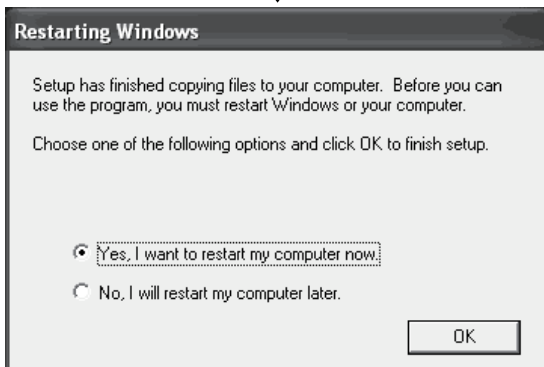 Restarting Windows
Setup has finished copying files to your computer.  Before you can
use the program, you must restart Windows or your computer.
Choose one of the following options and click OK to finish setup.
Yes, I want to restart my computer now.
No, I will restart my computer later.
OK